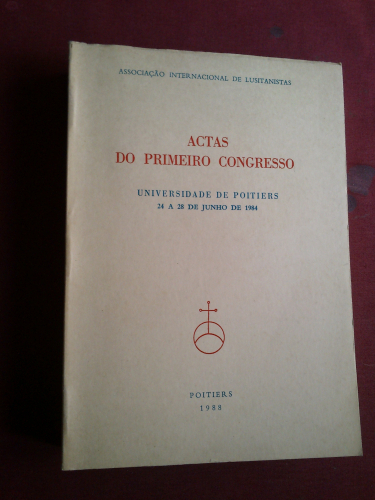 ASSOCIAÇÃO INTERNACIONAL DE LUSITANISTAS
ACTAS
DO PRIMEIRO CONGRESSO
UNIVERSIDADE DE POITIERS
24 A 28 DE JUNHO DE 1984
POITIERS
1988